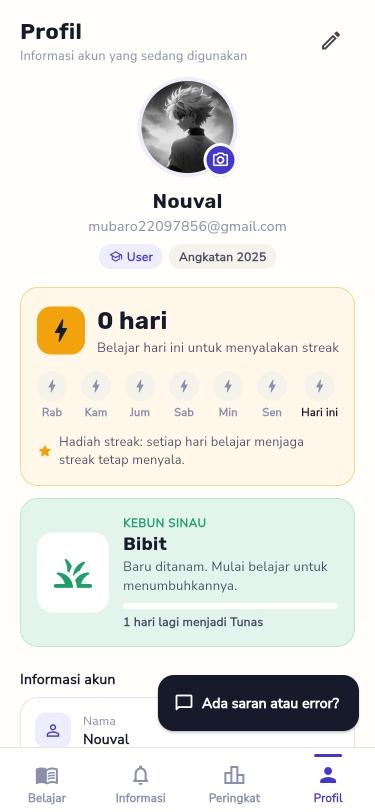 Profil
Informasi akun yang sedang digunakan
Nouval
mubaro22097856@gmail.com
User
Angkatan 2025
0 hari
Belajar hari ini untuk menyalakan streak
Rab Kam Jum Sab Min Sen Hari ini
Hadiah streak: setiap hari belajar menjaga
streak tetap menyala.
KEBUN SINAU
Bibit
Baru ditanam. Mulai belajar untuk
menumbuhkannya.
1 hari lagi menjadi Tunas
Informasi akun
Ada saran atau error?
Nama
Nouval
Belajar Informasi Peringkat Profil